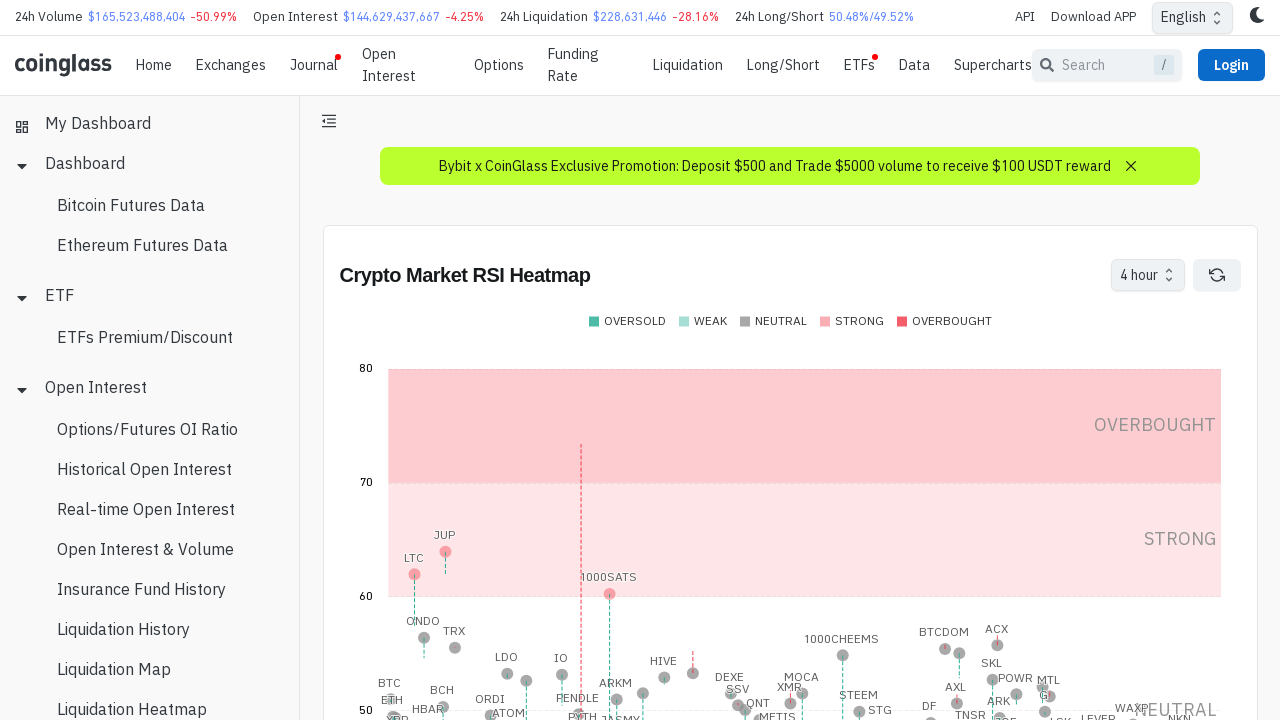 24h Volume $165,523,488,404 -50.99% Open Interest $144,629,437,667 -4.25% 24h Liquidation $228,631,446 -28.16% 24h Long/Short 50.48%/49.52% API Download APP English
coinglass Home Exchanges Journal Open Interest Options Funding Rate Liquidation Long/Short ETFs Data Supercharts Search / Login
My Dashboard
Dashboard
Bitcoin Futures Data
Ethereum Futures Data
ETF
ETFs Premium/Discount
Open Interest
Options/Futures OI Ratio
Historical Open Interest
Real-time Open Interest
Open Interest & Volume
Insurance Fund History
Liquidation History
Liquidation Map
Liquidation Heatmap
Bybit x CoinGlass Exclusive Promotion: Deposit $500 and Trade $5000 volume to receive $100 USDT reward
Crypto Market RSI Heatmap
4 hour
OVERSOLD WEAK NEUTRAL STRONG OVERBOUGHT
80
OVERBOUGHT
70
JUP
STRONG
LTC
1000SATS
60
ONDO TRX BTCDOM ACX
1000CHEEMS
LDO IO HIVE SKL
BTC ARKM DEXE MOCA POWR MTL
BCH SSV XMR AXL
ETH ORDI PENDLE STEEM ARK G
HBAR ATOM QNT DF WAXP
50 STG NEUTRAL
XRP PYTH JASMY METIS TNSR LEVER